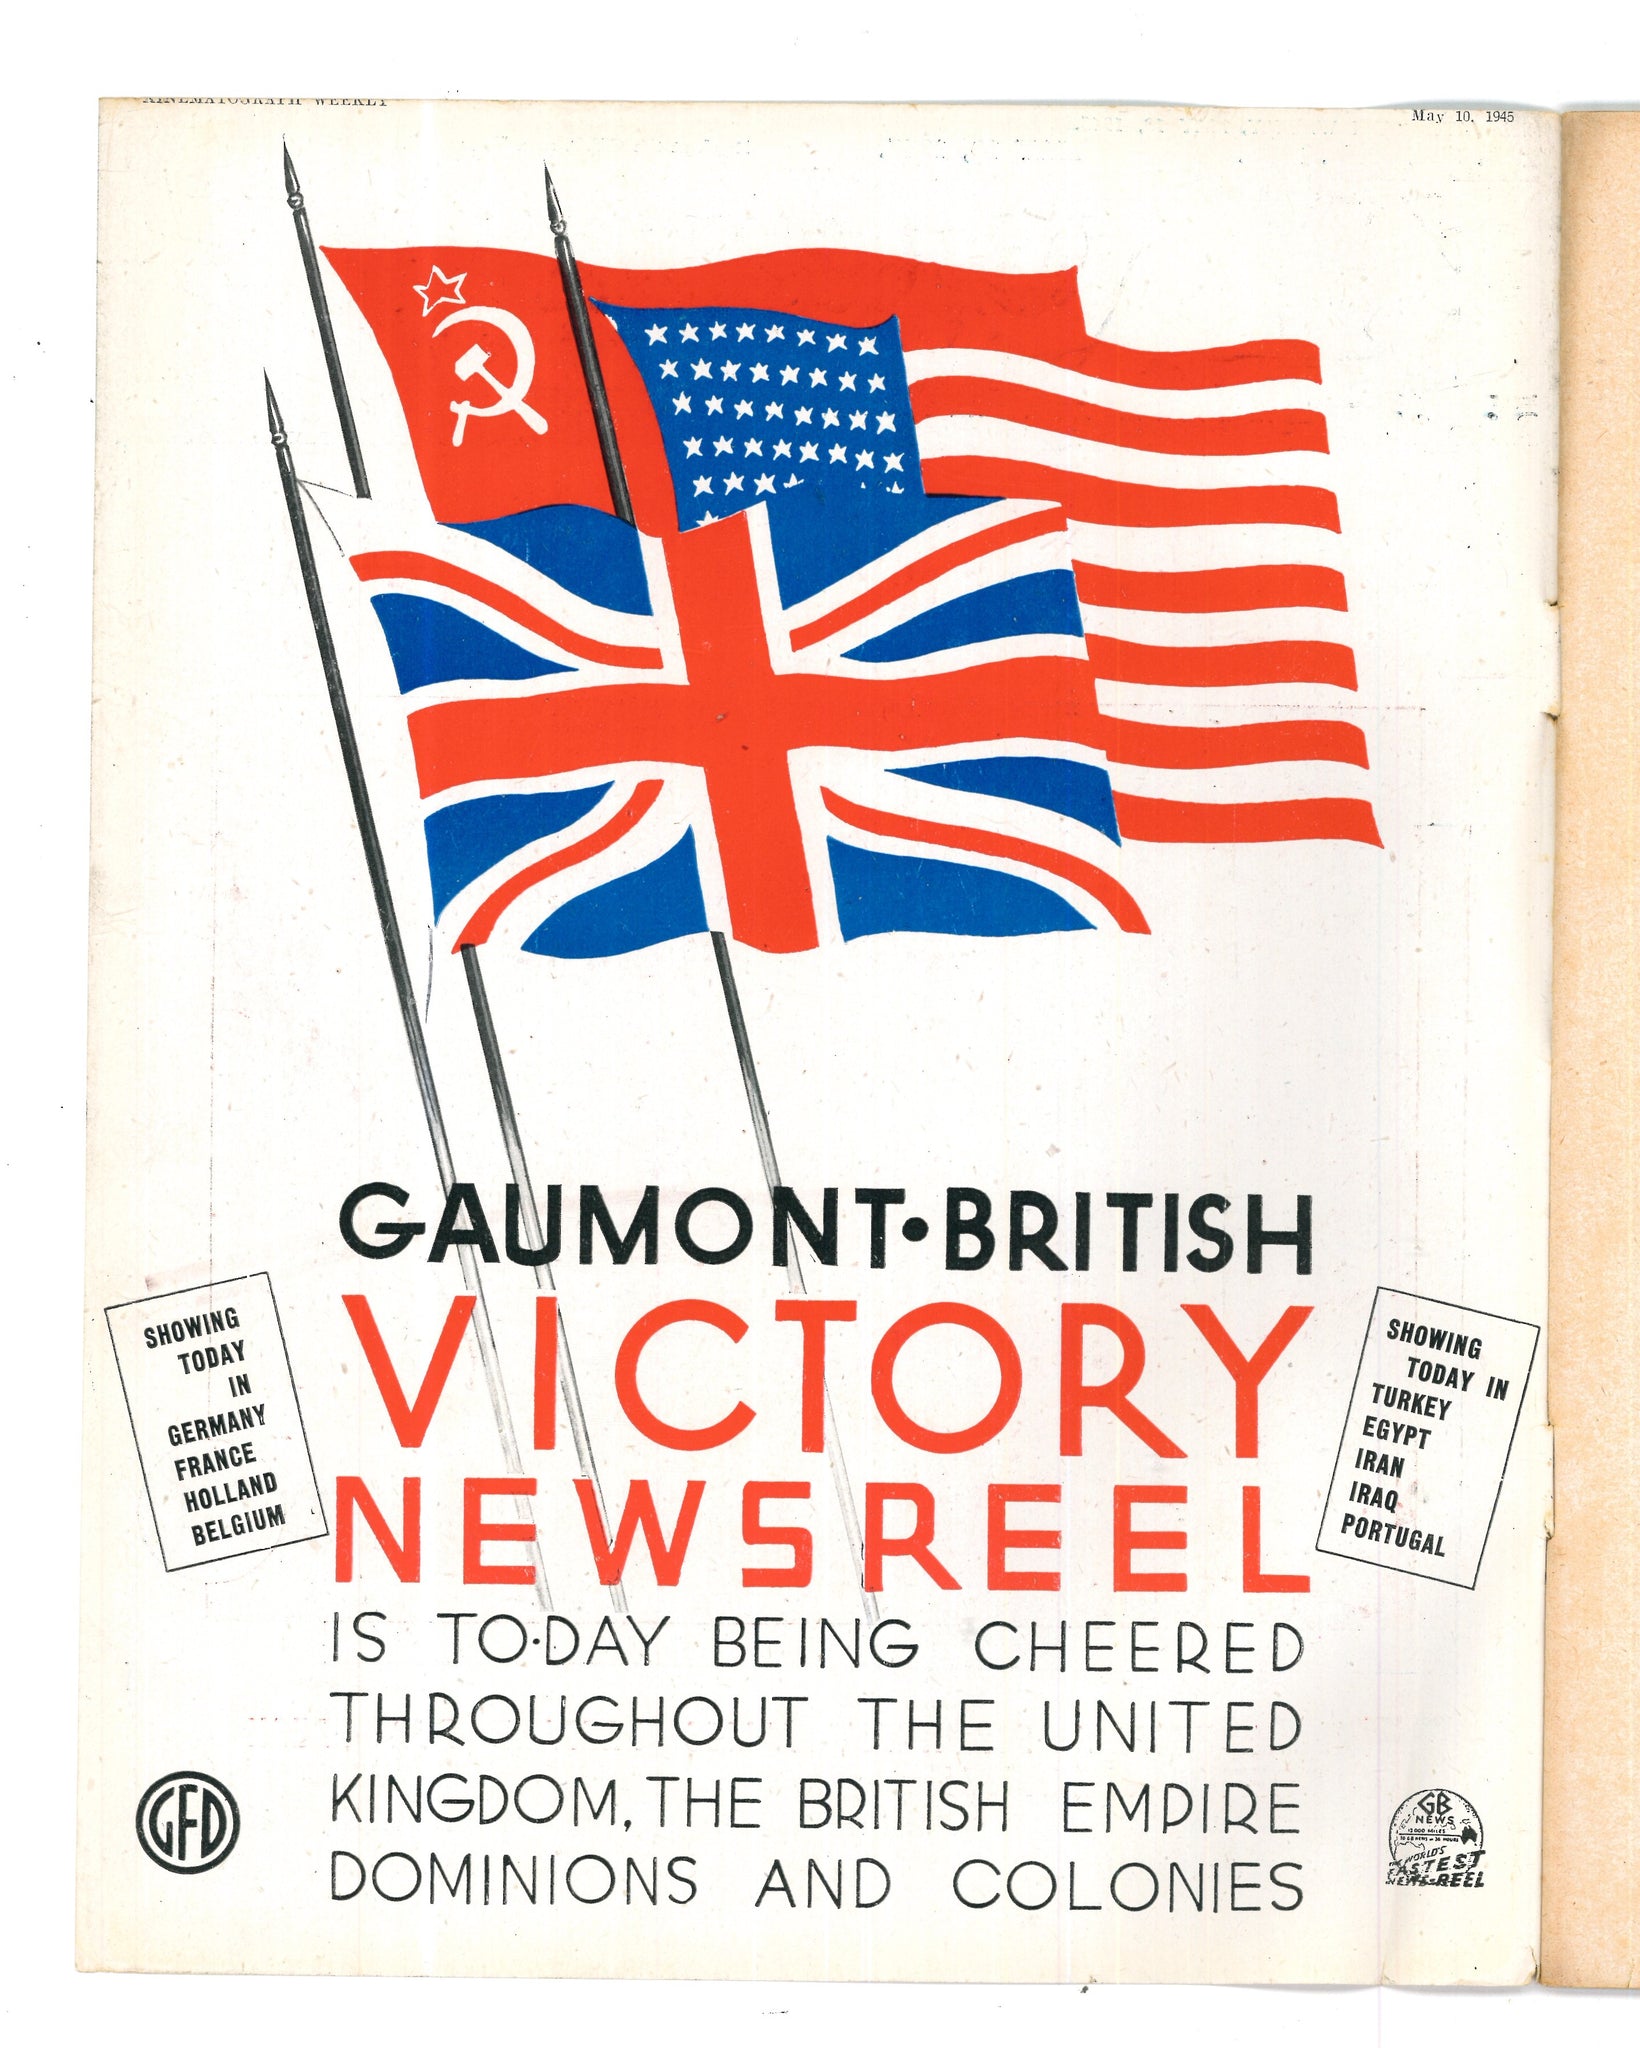 KINEMATOGRAPH WEEKLY
May 10, 1945
GAUMONT•BRITISH
VICTORY
NEWSREEL
SHOWING
TODAY
IN
GERMANY
FRANCE
HOLLAND
BELGIUM
SHOWING
TODAY IN
TURKEY
EGYPT
IRAN
IRAQ
PORTUGAL
IS TO•DAY BEING CHEERED
THROUGHOUT THE UNITED
KINGDOM, THE BRITISH EMPIRE
DOMINIONS AND COLONIES
GFD
GB
NEWS
12000 MILES
WORLD'S
FASTEST
NEWS-REEL